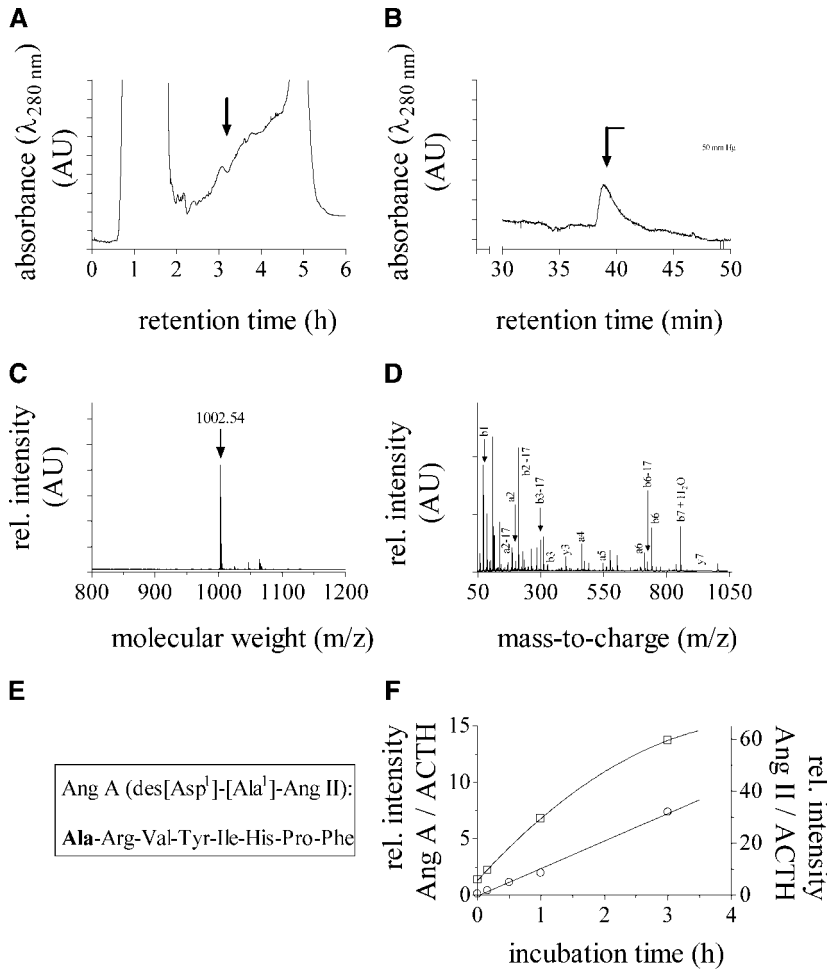 A
absorbance (λ280 nm)
(AU)
0 1 2 3 4 5 6
retention time (h)
B
absorbance (λ280 nm)
(AU)
50 mm Hg
30 35 40 45 50
retention time (min)
C
rel. intensity
(AU)
1002.54
800 900 1000 1100 1200
molecular weight (m/z)
D
rel. intensity
(AU)
b1
a2-17
a2
b2 -17
b3-17
b3
y3
a4
a5
a6
b6-17
b6
b7 + H2O
y7
50 300 550 800 1050
mass-to-charge (m/z)
E
Ang A (des[Asp1]-[Ala1]-Ang II):
Ala-Arg-Val-Tyr-Ile-His-Pro-Phe
F
rel. intensity
Ang A / ACTH
15
10
5
0
60
40
20
0
rel. intensity
Ang II / ACTH
0 1 2 3 4
incubation time (h)